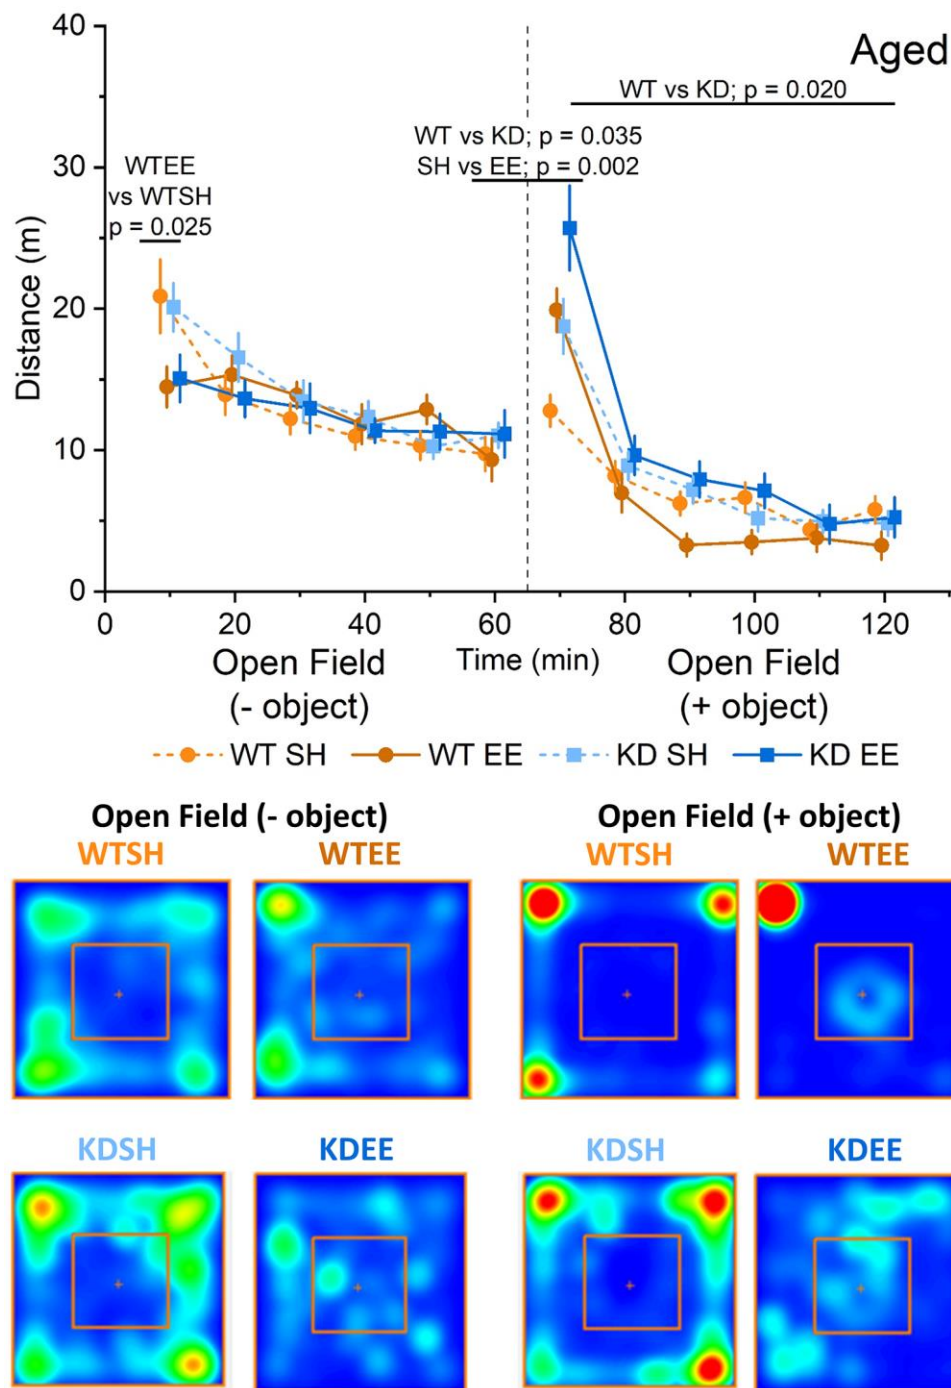 40
Aged
WT vs KD; p = 0.020
WT vs KD; p = 0.035
SH vs EE; p = 0.002
30
WTEE
vs WTSH
p = 0.025
Distance (m)
20
10
0
0 20 40 60 80 100 120
Open Field
(- object)
Time (min)
Open Field
(+ object)
WT SH WT EE KD SH KD EE
Open Field (- object) Open Field (+ object)
WTSH WTEE WTSH WTEE
KDSH KDEE KDSH KDEE